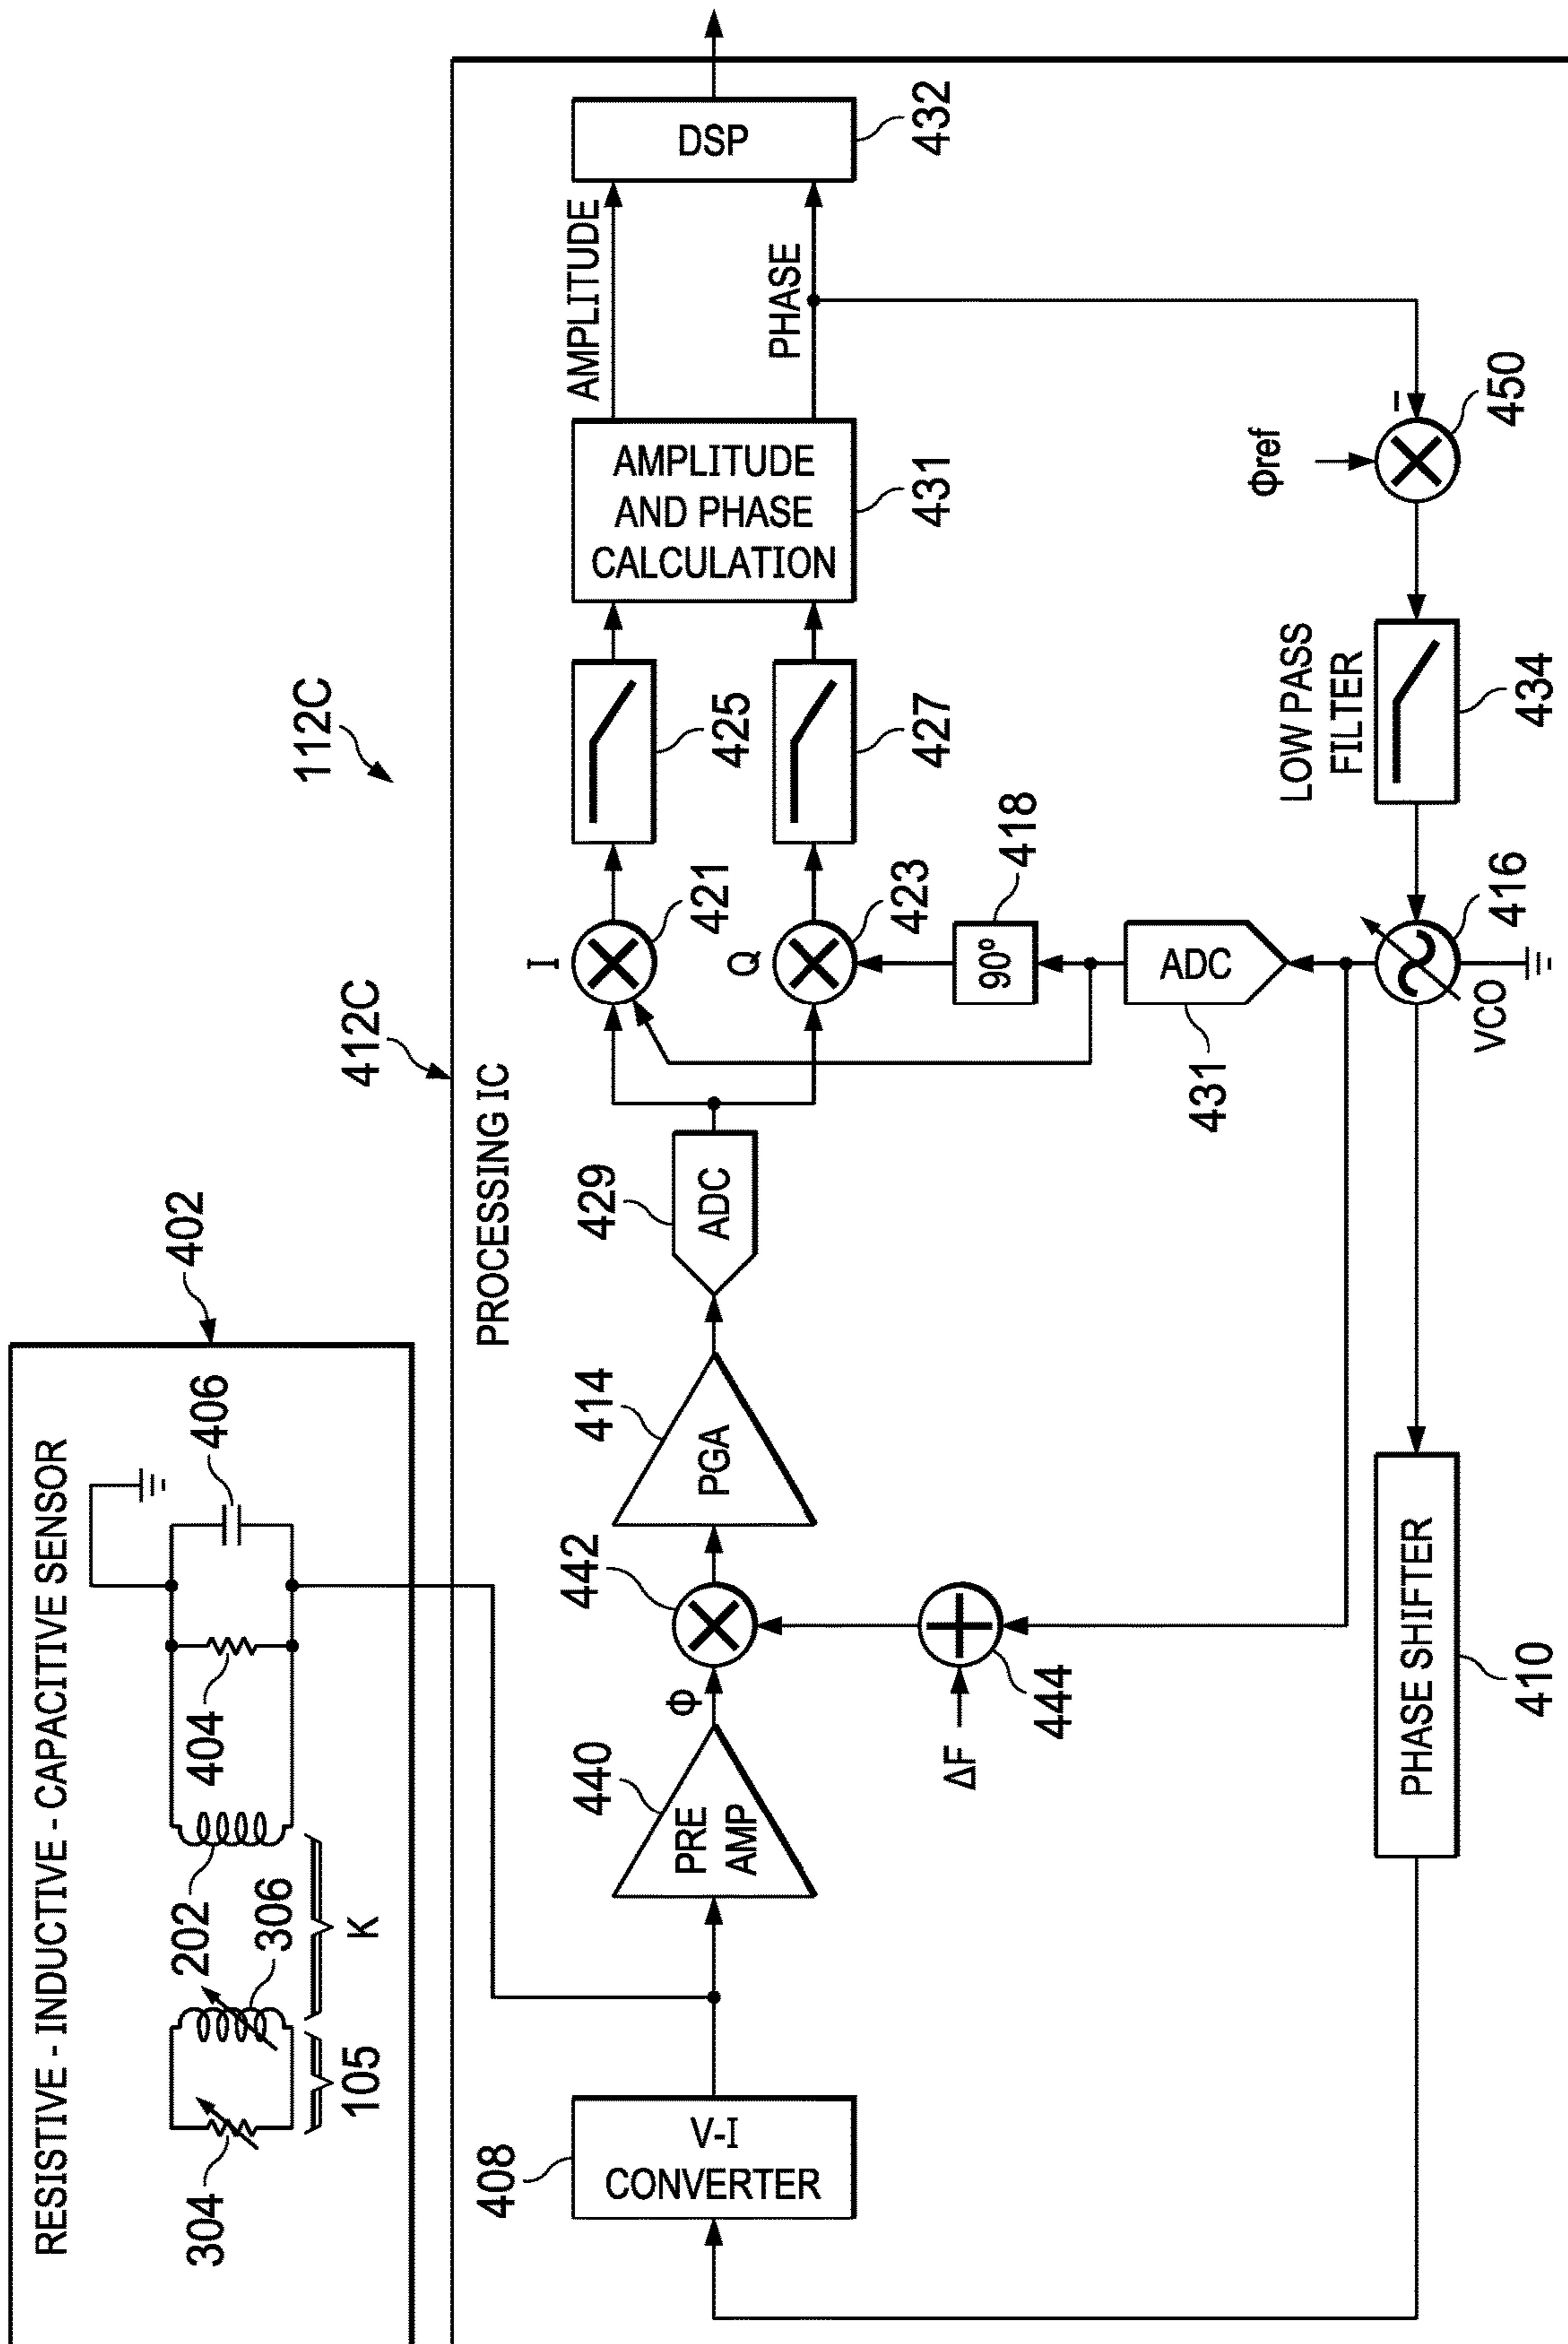 RESISTIVE - INDUCTIVE - CAPACITIVE SENSOR
402
304
105
306
202
K
404
406
112C
412C
PROCESSING IC
408
V-I
CONVERTER
440
PRE
AMP
Φ
442
414
PGA
429
ADC
I
421
Q
423
425
427
AMPLITUDE
AND PHASE
CALCULATION
431
AMPLITUDE
PHASE
DSP
432
ΔF
444
90°
418
ADC
431
PHASE SHIFTER
410
VCO
416
LOW PASS
FILTER
434
Φref
–
450